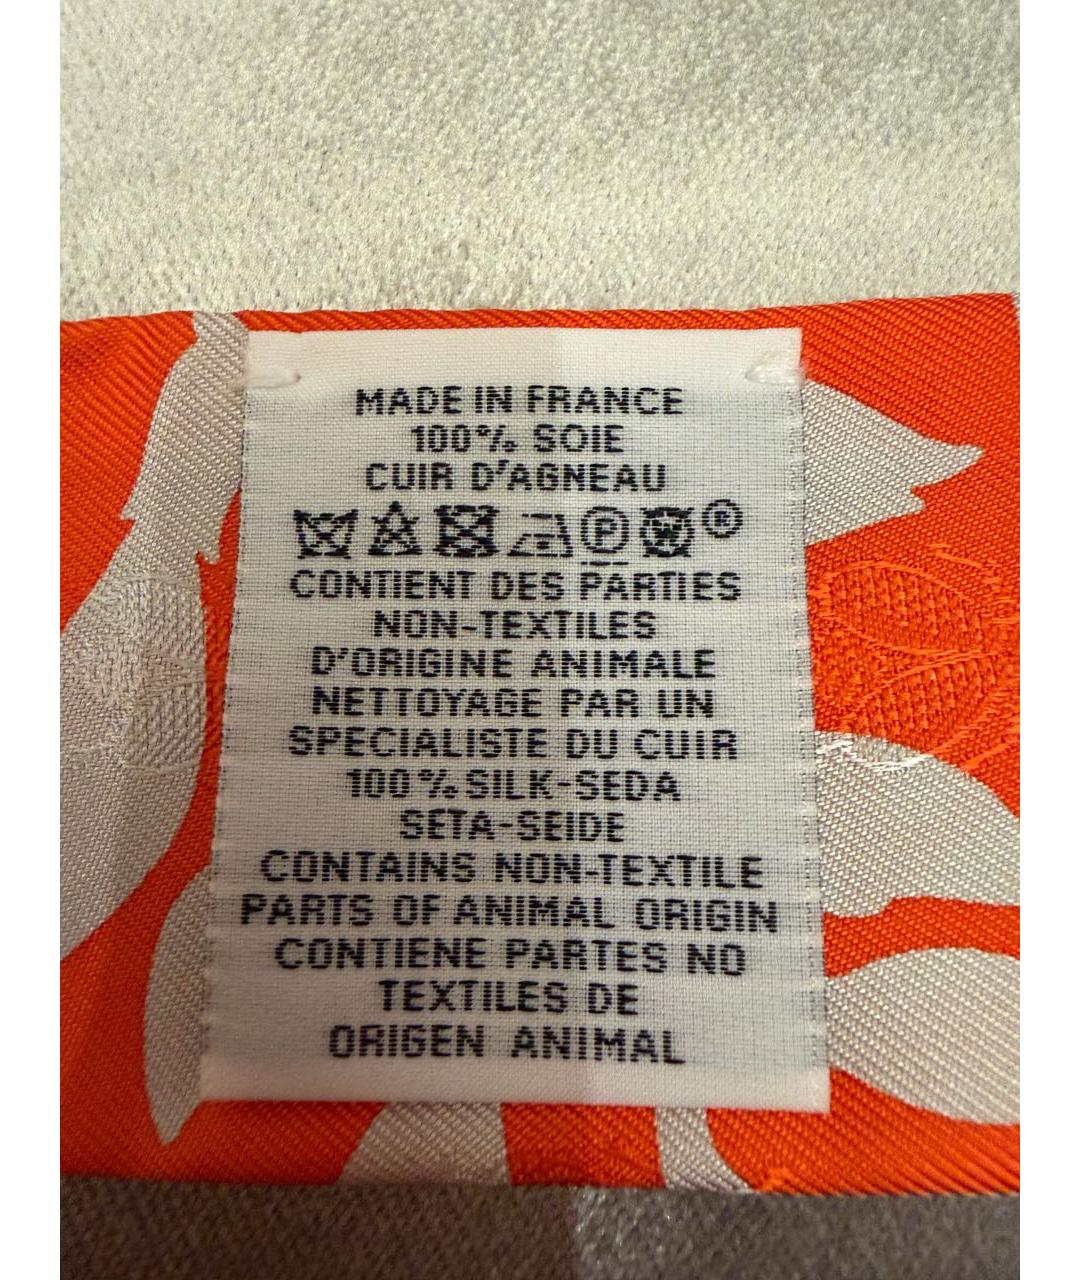 MADE IN FRANCE
100% SOIE
CUIR D'AGNEAU
P W ®
CONTIENT DES PARTIES
NON-TEXTILES
D'ORIGINE ANIMALE
NETTOYAGE PAR UN
SPECIALISTE DU CUIR
100% SILK-SEDA
SETA-SEIDE
CONTAINS NON-TEXTILE
PARTS OF ANIMAL ORIGIN
CONTIENE PARTES NO
TEXTILES DE
ORIGEN ANIMAL